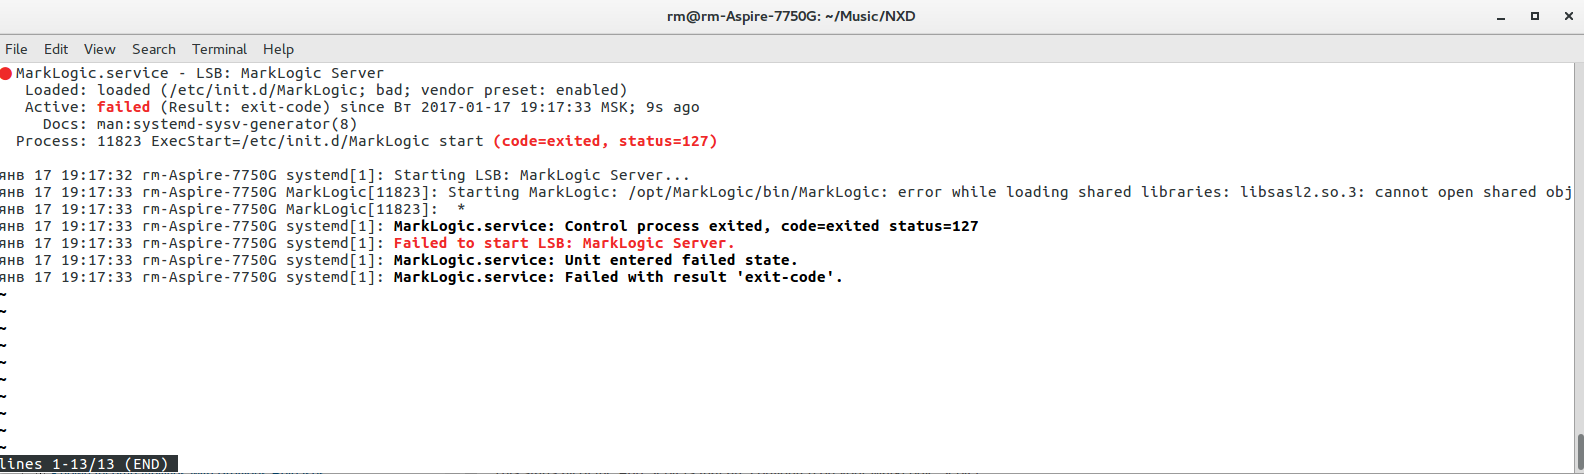 rm@rm-Aspire-7750G: ~/Music/NXD
File Edit View Search Terminal Help
MarkLogic.service - LSB: MarkLogic Server
Loaded: loaded (/etc/init.d/MarkLogic; bad; vendor preset: enabled)
Active: failed (Result: exit-code) since Вт 2017-01-17 19:17:33 MSK; 9s ago
Docs: man:systemd-sysv-generator(8)
Process: 11823 ExecStart=/etc/init.d/MarkLogic start (code=exited, status=127)
янв 17 19:17:32 rm-Aspire-7750G systemd[1]: Starting LSB: MarkLogic Server...
янв 17 19:17:33 rm-Aspire-7750G MarkLogic[11823]: Starting MarkLogic: /opt/MarkLogic/bin/MarkLogic: error while loading shared libraries: libsasl2.so.3: cannot open shared obj
янв 17 19:17:33 rm-Aspire-7750G MarkLogic[11823]:  *
янв 17 19:17:33 rm-Aspire-7750G systemd[1]: MarkLogic.service: Control process exited, code=exited status=127
янв 17 19:17:33 rm-Aspire-7750G systemd[1]: Failed to start LSB: MarkLogic Server.
янв 17 19:17:33 rm-Aspire-7750G systemd[1]: MarkLogic.service: Unit entered failed state.
янв 17 19:17:33 rm-Aspire-7750G systemd[1]: MarkLogic.service: Failed with result 'exit-code'.
~
~
~
~
~
~
~
~
~
~
lines 1-13/13 (END)